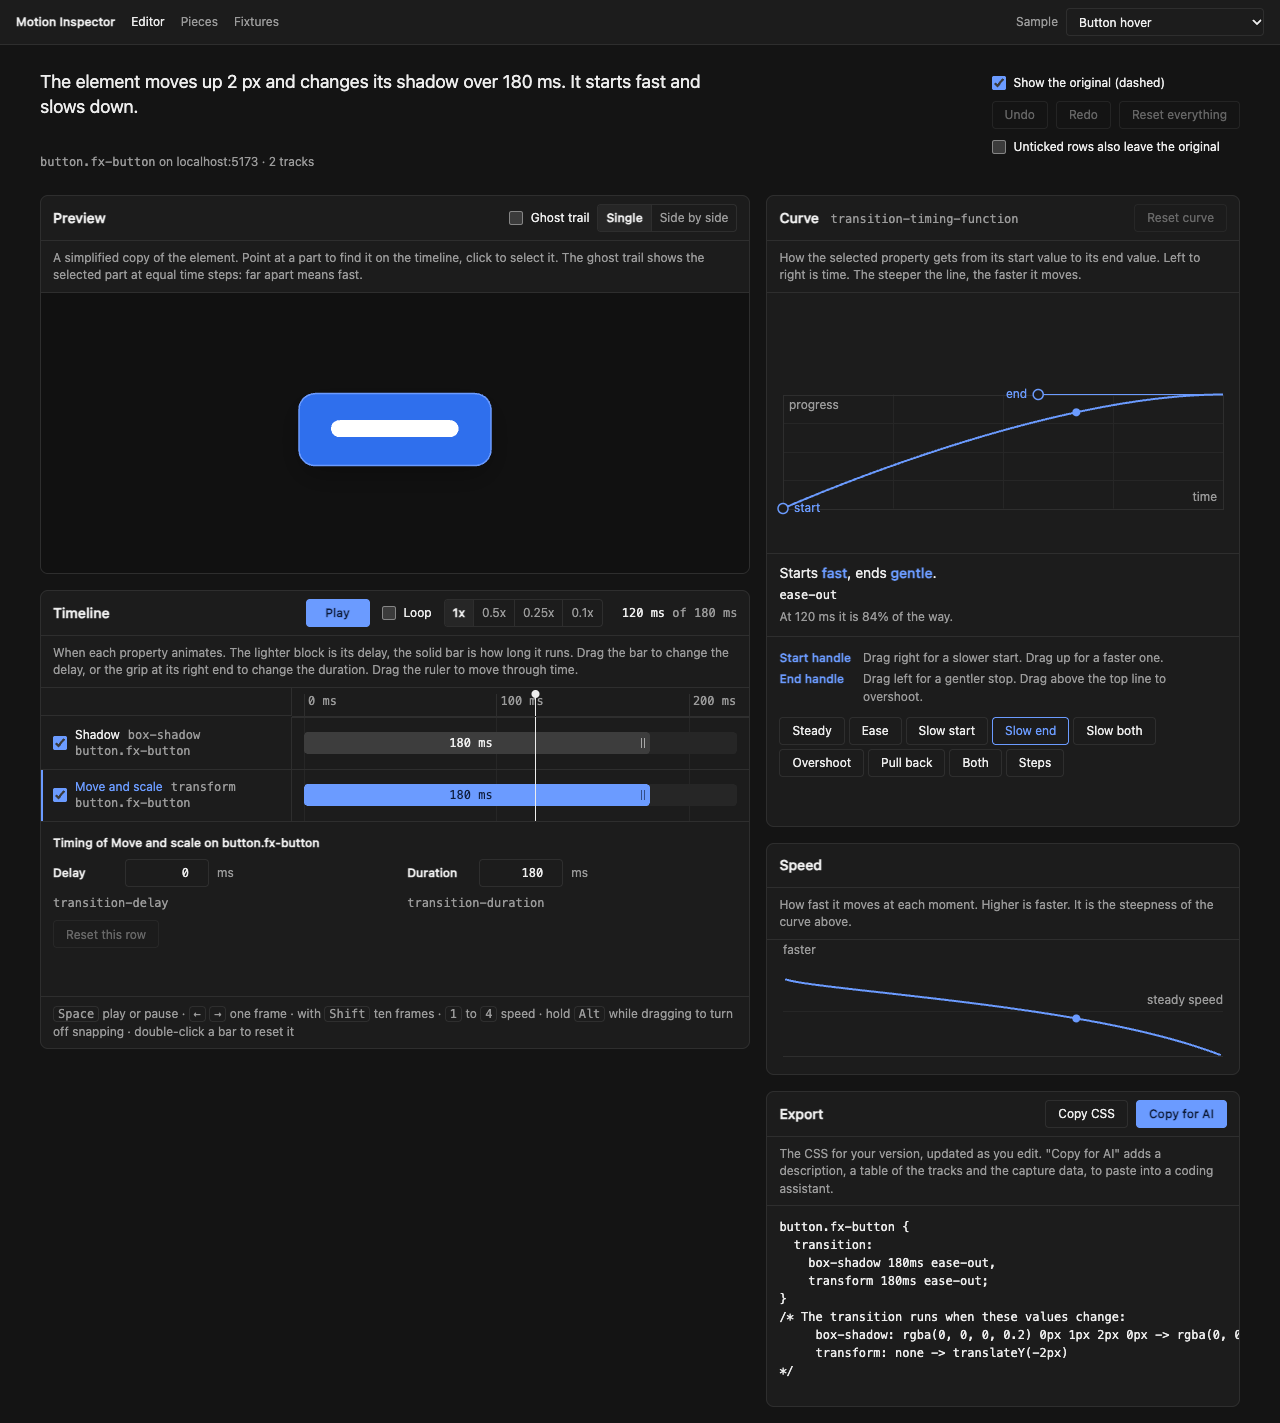 Motion Inspector Editor Pieces Fixtures Sample Button hover
The element moves up 2 px and changes its shadow over 180 ms. It starts fast and
slows down.
button.fx-button on localhost:5173 · 2 tracks
Show the original (dashed)
Undo Redo Reset everything
Unticked rows also leave the original
Preview Ghost trail Single Side by side
A simplified copy of the element. Point at a part to find it on the timeline, click to select it. The ghost trail shows the
selected part at equal time steps: far apart means fast.
Timeline Play Loop 1x 0.5x 0.25x 0.1x 120 ms of 180 ms
When each property animates. The lighter block is its delay, the solid bar is how long it runs. Drag the bar to change the
delay, or the grip at its right end to change the duration. Drag the ruler to move through time.
0 ms 100 ms 200 ms
Shadow box-shadow
button.fx-button
180 ms
Move and scale transform
button.fx-button
180 ms
Timing of Move and scale on button.fx-button
Delay 0 ms Duration 180 ms
transition-delay transition-duration
Reset this row
Space play or pause · ← → one frame · with Shift ten frames · 1 to 4 speed · hold Alt while dragging to turn
off snapping · double-click a bar to reset it
Curve transition-timing-function Reset curve
How the selected property gets from its start value to its end value. Left to
right is time. The steeper the line, the faster it moves.
end
progress
time
start
Starts fast, ends gentle.
ease-out
At 120 ms it is 84% of the way.
Start handle Drag right for a slower start. Drag up for a faster one.
End handle Drag left for a gentler stop. Drag above the top line to
overshoot.
Steady Ease Slow start Slow end Slow both
Overshoot Pull back Both Steps
Speed
How fast it moves at each moment. Higher is faster. It is the steepness of the
curve above.
faster
steady speed
Export Copy CSS Copy for AI
The CSS for your version, updated as you edit. "Copy for AI" adds a
description, a table of the tracks and the capture data, to paste into a coding
assistant.
button.fx-button {
transition:
box-shadow 180ms ease-out,
transform 180ms ease-out;
}
/* The transition runs when these values change:
box-shadow: rgba(0, 0, 0, 0.2) 0px 1px 2px 0px -> rgba(0,
transform: none -> translateY(-2px)
*/